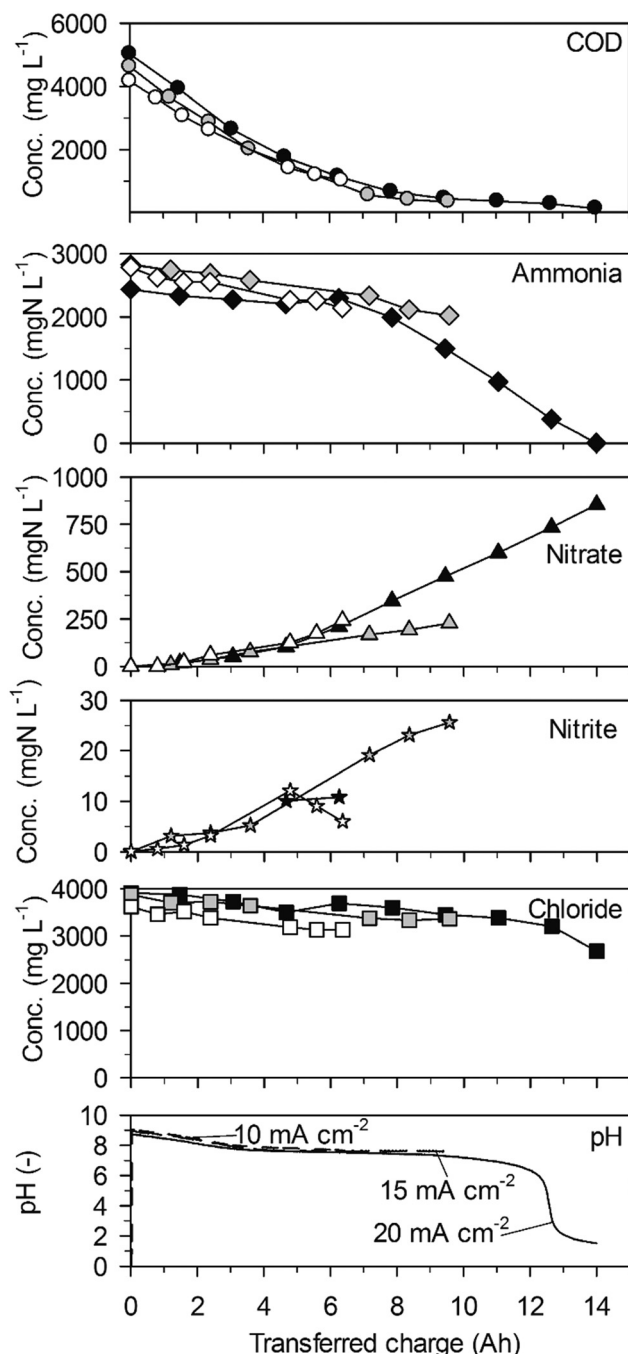 COD
Conc. (mg L⁻¹)
6000
4000
2000
Ammonia
Conc. (mgN L⁻¹)
3000
2000
1000
0
Nitrate
Conc. (mgN L⁻¹)
1000
750
500
250
0
Nitrite
Conc. (mgN L⁻¹)
30
20
10
0
Chloride
Conc. (mg L⁻¹)
4000
3000
2000
1000
0
pH
pH (-)
10
8
6
4
2
0
10 mA cm⁻²
15 mA cm⁻²
20 mA cm⁻²
0 2 4 6 8 10 12 14
Transferred charge (Ah)